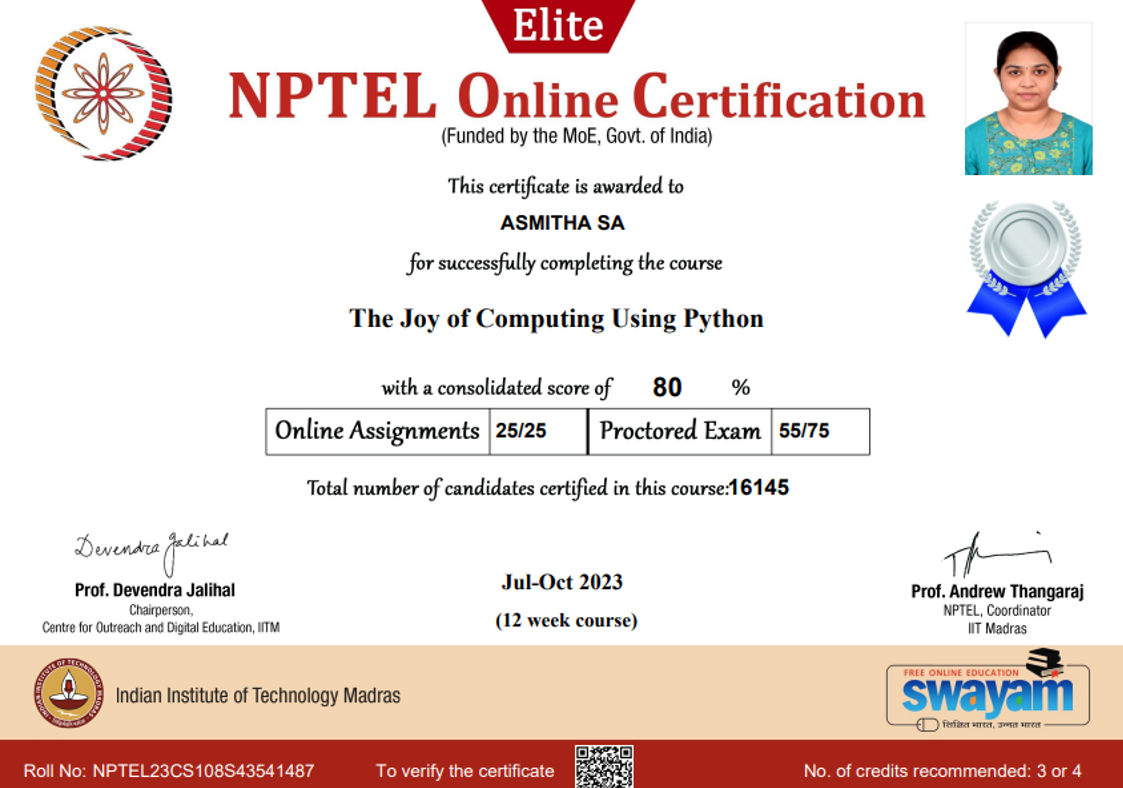 Elite
NPTEL Online Certification
(Funded by the MoE, Govt. of India)
This certificate is awarded to
ASMITHA SA
for successfully completing the course
The Joy of Computing Using Python
with a consolidated score of 80 %
Online Assignments 25/25 Proctored Exam 55/75
Total number of candidates certified in this course:16145
Devendra Jalihal
Prof. Devendra Jalihal
Chairperson,
Centre for Outreach and Digital Education, IITM
Jul-Oct 2023
(12 week course)
Prof. Andrew Thangaraj
NPTEL, Coordinator
IIT Madras
INDIAN INSTITUTE OF TECHNOLOGY MADRAS
Indian Institute of Technology Madras
FREE ONLINE EDUCATION
swayam
शिक्षित भारत, उन्नत भारत
Roll No: NPTEL23CS108S43541487
To verify the certificate
No. of credits recommended: 3 or 4